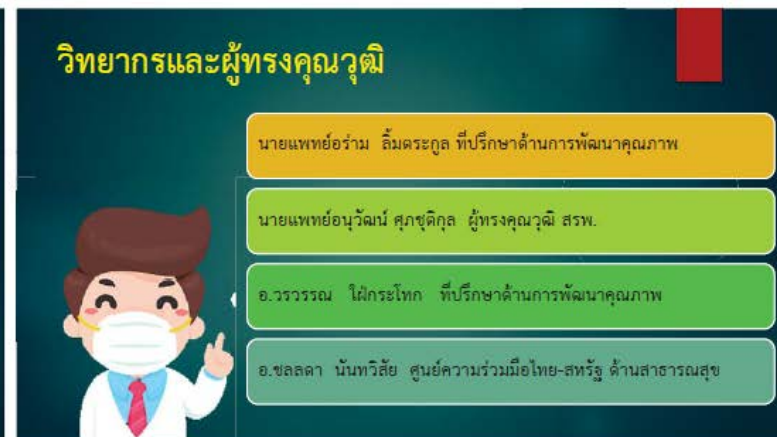 วิทยากรและผู้ทรงคุณวุฒิ
นายแพทย์อร่าม ลิ้มตระกูล ที่ปรึกษาด้านการพัฒนาคุณภาพ
นายแพทย์อนุวัฒน์ ศุภชุติกุล ผู้ทรงคุณวุฒิ สรพ.
อ.วรวรรณ ใฝ่กระโทก ที่ปรึกษาด้านการพัฒนาคุณภาพ
อ.ชลลดา นันทวิสัย ศูนย์ความร่วมมือไทย-สหรัฐ ด้านสาธารณสุข